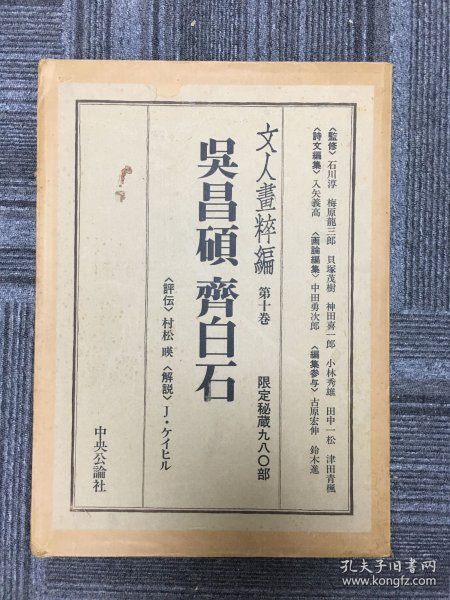 〈監修〉石川淳 梅原龍三郎 貝塚茂樹 神田喜一郎 小林秀雄 田中一松 津田青楓
〈詩文編集〉入矢義高 〈画論編集〉中田勇次郎 〈編集参与〉古原宏伸 鈴木進
文人畫粹編 第十巻
限定秘蔵九八〇部
吳昌碩 齊白石
〈評伝〉村松暎 〈解説〉J・ケイヒル
中央公論社
孔夫子旧书网
www.kongfz.com